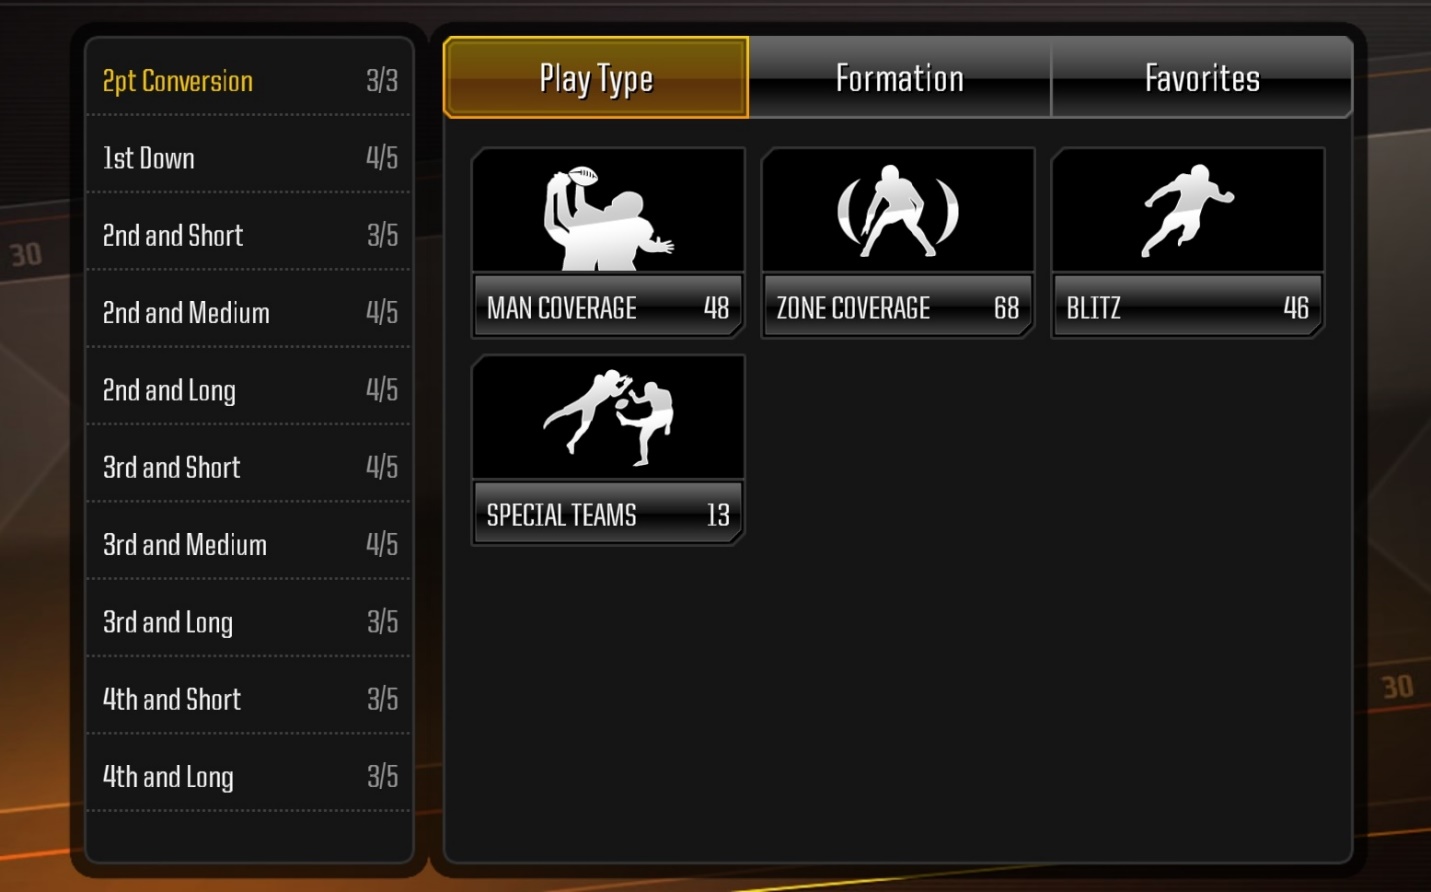 2pt Conversion 3/3
1st Down 4/5
2nd and Short 3/5
2nd and Medium 4/5
2nd and Long 4/5
3rd and Short 4/5
3rd and Medium 4/5
3rd and Long 3/5
4th and Short 3/5
4th and Long 3/5
Play Type Formation Favorites
MAN COVERAGE 48 ZONE COVERAGE 68 BLITZ 46
SPECIAL TEAMS 13
30
30